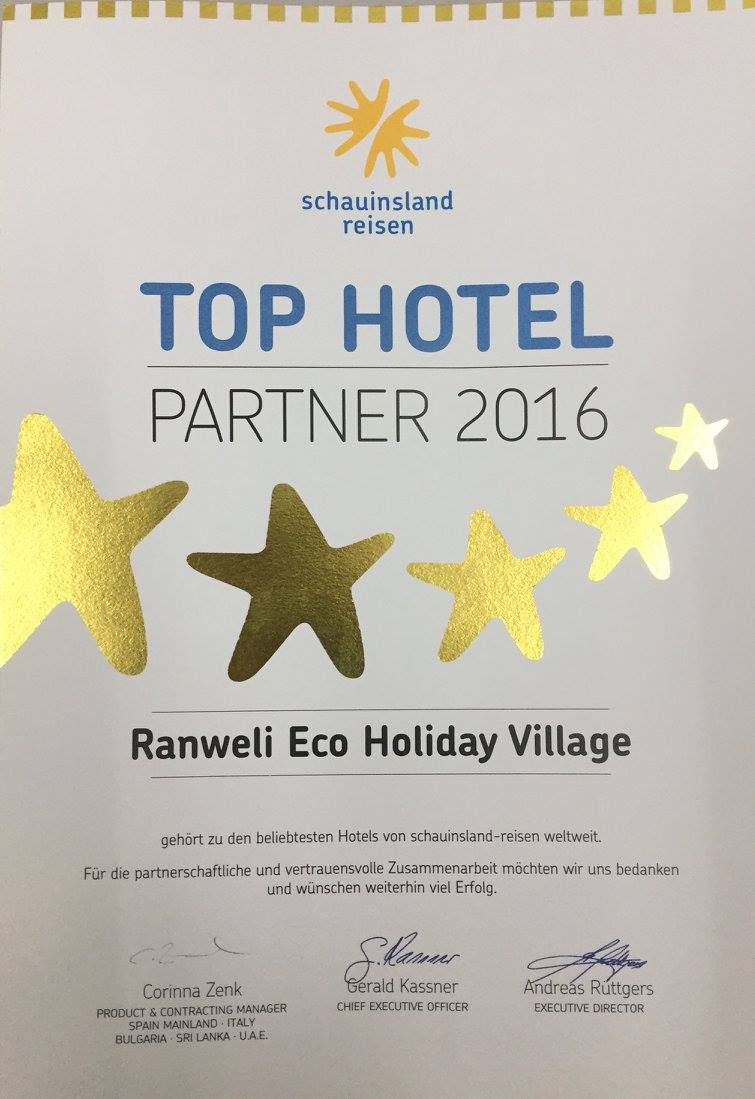 schauinsland
reisen
TOP HOTEL
PARTNER 2016
Ranweli Eco Holiday Village
gehört zu den beliebtesten Hotels von schauinsland-reisen weltweit.
Für die partnerschaftliche und vertrauensvolle Zusammenarbeit möchten wir uns bedanken
und wünschen weiterhin viel Erfolg.
G. Kassner
Corinna Zenk
PRODUCT & CONTRACTING MANAGER
SPAIN MAINLAND · ITALY
BULGARIA · SRI LANKA · U.A.E.
Gerald Kassner
CHIEF EXECUTIVE OFFICER
Andreas Rüttgers
EXECUTIVE DIRECTOR